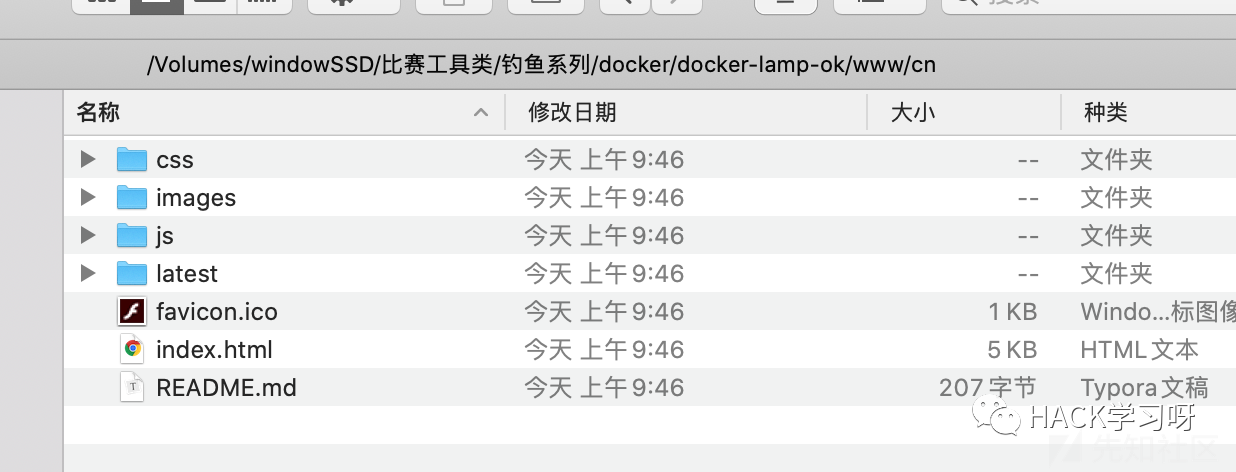 搜索
/Volumes/windowSSD/比赛工具类/钓鱼系列/docker/docker-lamp-ok/www/cn
名称 修改日期 大小 种类
css 今天 上午9:46 -- 文件夹
images 今天 上午9:46 -- 文件夹
js 今天 上午9:46 -- 文件夹
latest 今天 上午9:46 -- 文件夹
favicon.ico 今天 上午9:46 1 KB Windo...标图像
index.html 今天 上午9:46 5 KB HTML文本
README.md 今天 上午9:46 207 字节 Typora文稿
HACK学习呀
先知社区